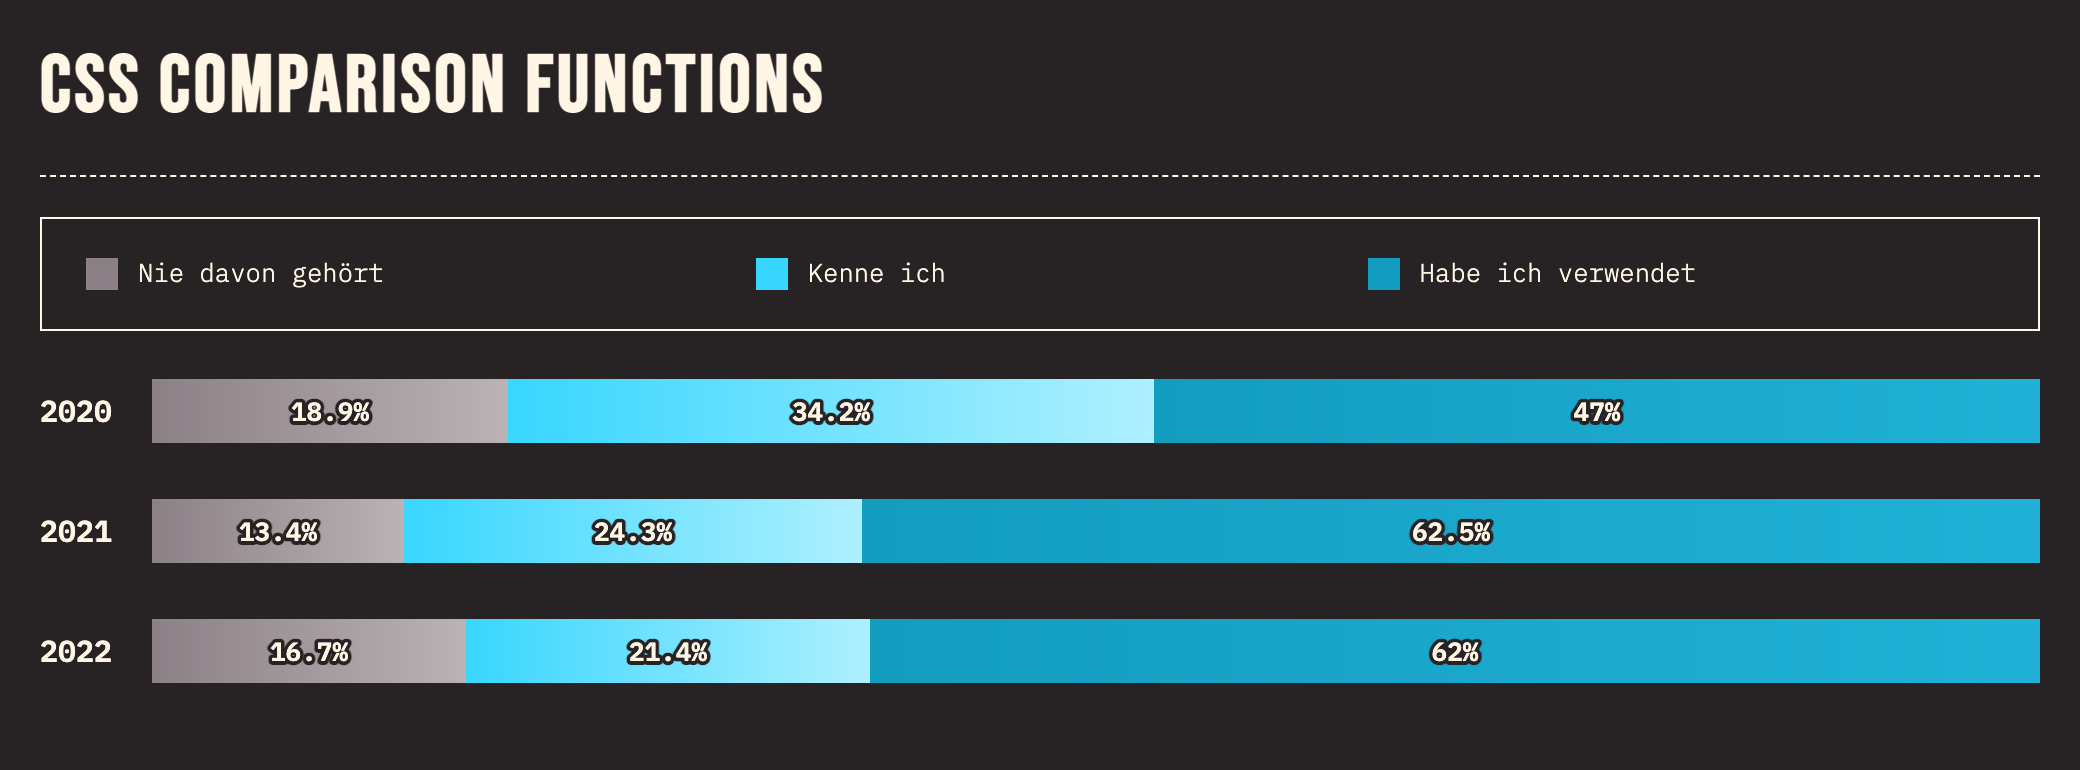 CSS COMPARISON FUNCTIONS
Nie davon gehört Kenne ich Habe ich verwendet
2020 18.9% 34.2% 47%
2021 13.4% 24.3% 62.5%
2022 16.7% 21.4% 62%